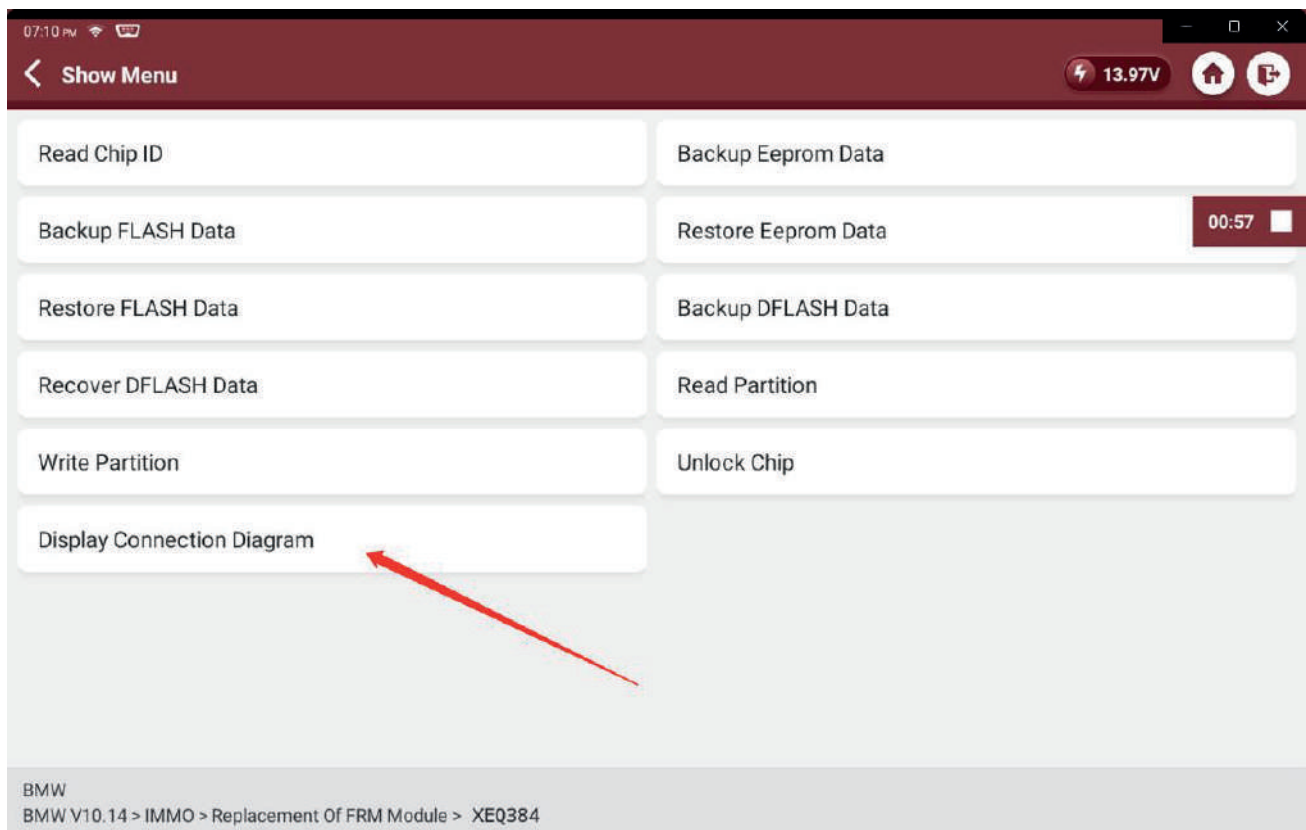 07:10 PM
Show Menu
13.97V
Read Chip ID
Backup Eeprom Data
Backup FLASH Data
Restore Eeprom Data
00:57
Restore FLASH Data
Backup DFLASH Data
Recover DFLASH Data
Read Partition
Write Partition
Unlock Chip
Display Connection Diagram
BMW
BMW V10.14 > IMMO > Replacement Of FRM Module > XEQ384